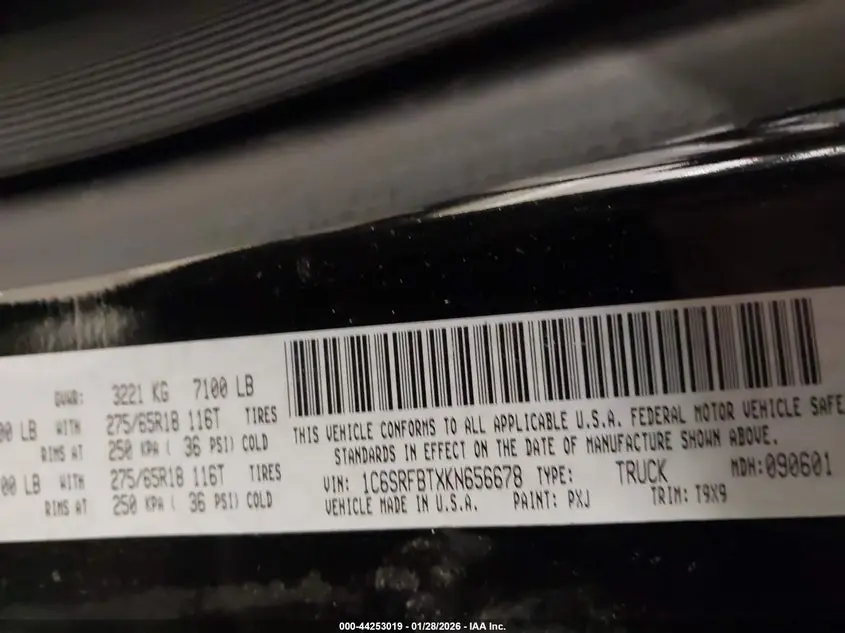 GVWR: 3221 KG 7100 LB
00 LB WITH 275/65R18 116T TIRES
RIMS AT 250 KPA ( 36 PSI) COLD
00 LB WITH 275/65R18 116T TIRES
RIMS AT 250 KPA ( 36 PSI) COLD
THIS VEHICLE CONFORMS TO ALL APPLICABLE U.S.A. FEDERAL MOTOR VEHICLE SAFE
STANDARDS IN EFFECT ON THE DATE OF MANUFACTURE SHOWN ABOVE.
VIN: 1C6SRFBTXKN656678 TYPE: TRUCK MDH:090601
VEHICLE MADE IN U.S.A. PAINT: PXJ TRIM: T9X9
000-44253019 - 01/28/2026 - IAA Inc.